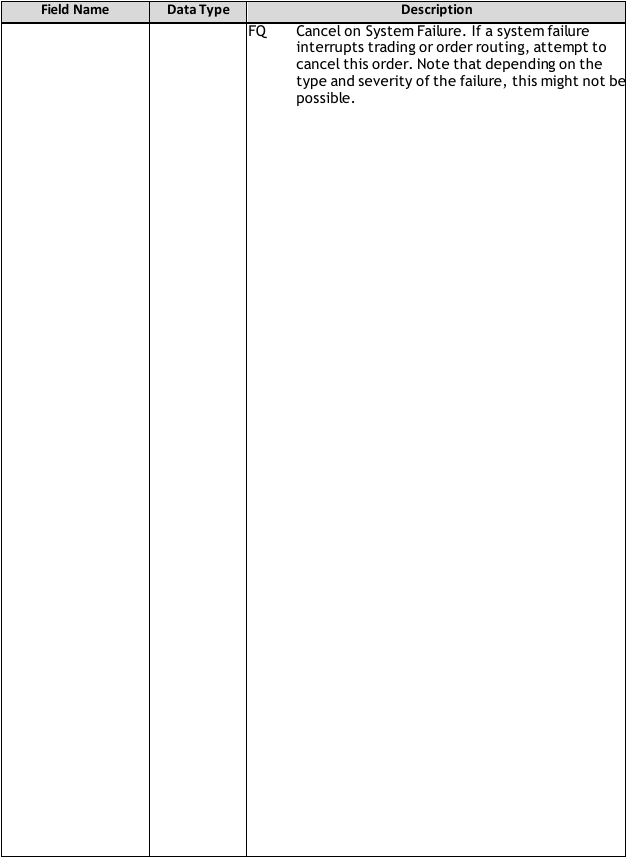 Field Name Data Type Description
FQ Cancel on System Failure. If a system failure
interrupts trading or order routing, attempt to
cancel this order. Note that depending on the
type and severity of the failure, this might not be
possible.